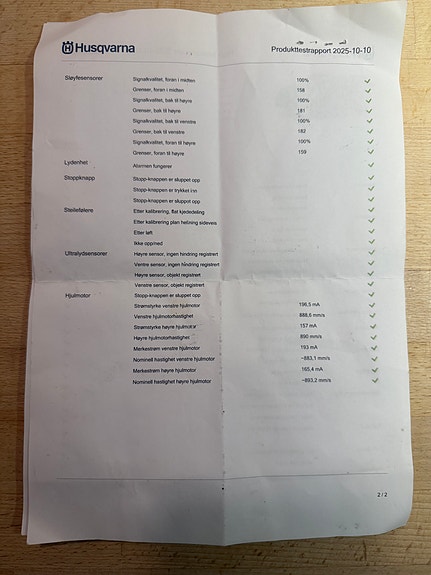 Husqvarna
Produkttestrapport 2025-10-10
Sløyfesensorer Signalkvalitet, foran i midten 100% ✓
Grenser, foran i midten 158 ✓
Signalkvalitet, bak til høyre 100% ✓
Grenser, bak til høyre 181 ✓
Signalkvalitet, bak til venstre 100% ✓
Grenser, bak til venstre 182 ✓
Signalkvalitet, foran til høyre 100% ✓
Grenser, foran til høyre 159 ✓
Lydenhet Alarmen fungerer ✓
Stoppknapp Stopp-knappen er sluppet opp ✓
Stopp-knappen er trykket inn ✓
Stopp-knappen er sluppet opp ✓
Etter kalibrering, flat kjededeling ✓
Etter kalibrering plan helning sideveis ✓
Etter løft ✓
Ikke oppned ✓
Ultralydsensorer Høyre sensor, ingen hindring registrert ✓
Venstre sensor, ingen hindring registrert ✓
Høyre sensor, objekt registrert ✓
Venstre sensor, objekt registrert ✓
Hjulmotor Stopp-knappen er sluppet opp ✓
Strømstyrke venstre hjulmotor 196,5 mA ✓
Venstre hjulmotorhastighet 888,6 mm/s ✓
Strømstyrke høyre hjulmotor 157 mA ✓
Høyre hjulmotorhastighet 890 mm/s ✓
Merkestrøm venstre hjulmotor 193 mA ✓
Nominell hastighet venstre hjulmotor −883,1 mm/s ✓
Merkestrøm høyre hjulmotor 165,4 mA ✓
Nominell hastighet høyre hjulmotor −893,2 mm/s ✓
2 / 2